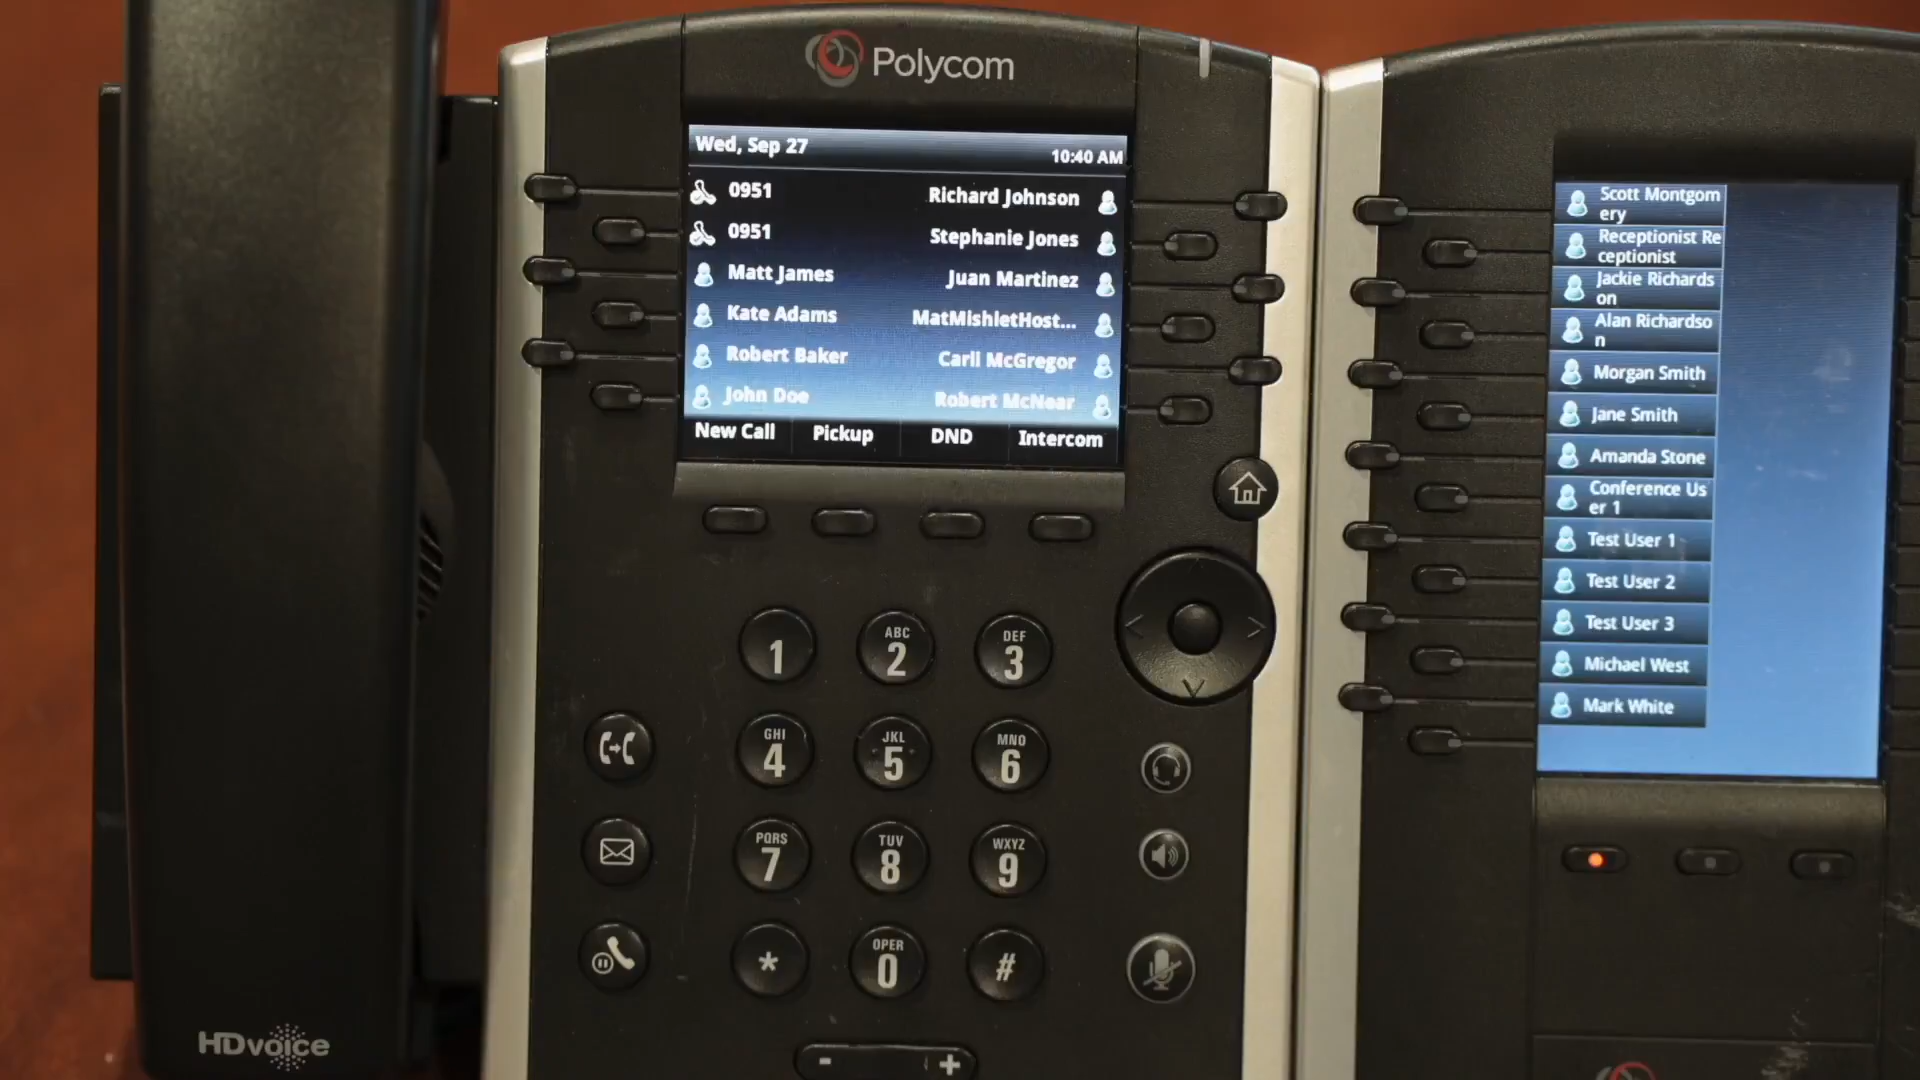 Polycom
Wed, Sep 27
10:40 AM
0951
Richard Johnson
0951
Stephanie Jones
Matt James
Juan Martinez
Kate Adams
MatMishletHost...
Robert Baker
Carll McGregor
John Doe
Robert McNear
New Call
Pickup
DND
Intercom
1
ABC
2
DEF
3
GHI
4
JKL
5
MNO
6
PQRS
7
TUV
8
WXYZ
9
*
OPER
0
#
- +
HDvoice
Scott Montgom
ery
Receptionist Re
ceptionist
Jackie Richards
on
Alan Richardso
n
Morgan Smith
Jane Smith
Amanda Stone
Conference Us
er 1
Test User 1
Test User 2
Test User 3
Michael West
Mark White